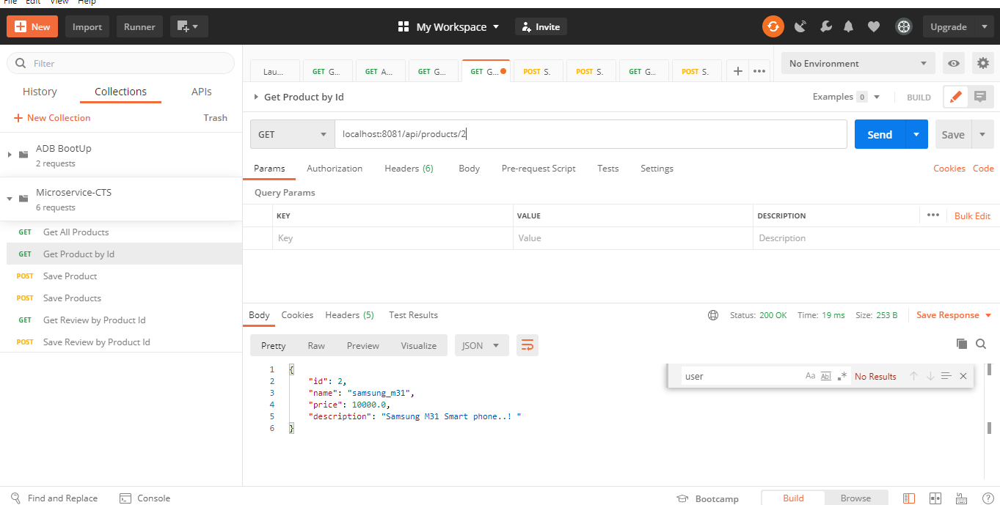 File Edit View Help
New Import Runner My Workspace Invite Upgrade
Filter
History Collections APIs
New Collection Trash
ADB BootUp
2 requests
Microservice-CTS
6 requests
GET Get All Products
GET Get Product by Id
POST Save Product
POST Save Products
GET Get Review by Product Id
POST Save Review by Product Id
Lau... GET G... GET A... GET G... GET G... POST S. POST S. GET G... POST S. No Environment
Get Product by Id Examples 0 BUILD
GET localhost:8081/api/products/2 Send Save
Params Authorization Headers (6) Body Pre-request Script Tests Settings Cookies Code
Query Params
KEY VALUE DESCRIPTION Bulk Edit
Key Value Description
Body Cookies Headers (5) Test Results Status: 200 OK Time: 19 ms Size: 253 B Save Response
Pretty Raw Preview Visualize JSON
user Aa Abl .* No Results
1 {
2 "id": 2,
3 "name": "samsung_m31",
4 "price": 10000.0,
5 "description": "Samsung M31 Smart phone..! "
6 }
Find and Replace Console Bootcamp Build Browse